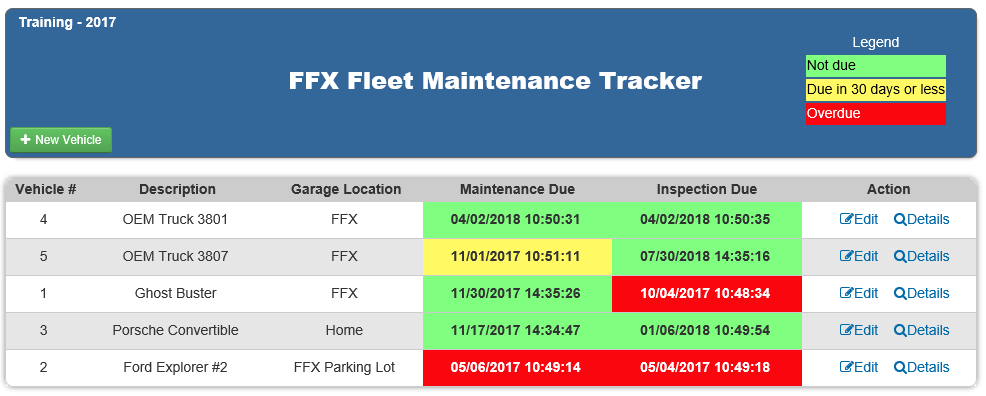 Training - 2017
Legend
Not due
FFX Fleet Maintenance Tracker
Due in 30 days or less
Overdue
New Vehicle
Vehicle # Description Garage Location Maintenance Due Inspection Due Action
4 OEM Truck 3801 FFX 04/02/2018 10:50:31 04/02/2018 10:50:35 Edit Details
5 OEM Truck 3807 FFX 11/01/2017 10:51:11 07/30/2018 14:35:16 Edit Details
1 Ghost Buster FFX 11/30/2017 14:35:26 10/04/2017 10:48:34 Edit Details
3 Porsche Convertible Home 11/17/2017 14:34:47 01/06/2018 10:49:54 Edit Details
2 Ford Explorer #2 FFX Parking Lot 05/06/2017 10:49:14 05/04/2017 10:49:18 Edit Details